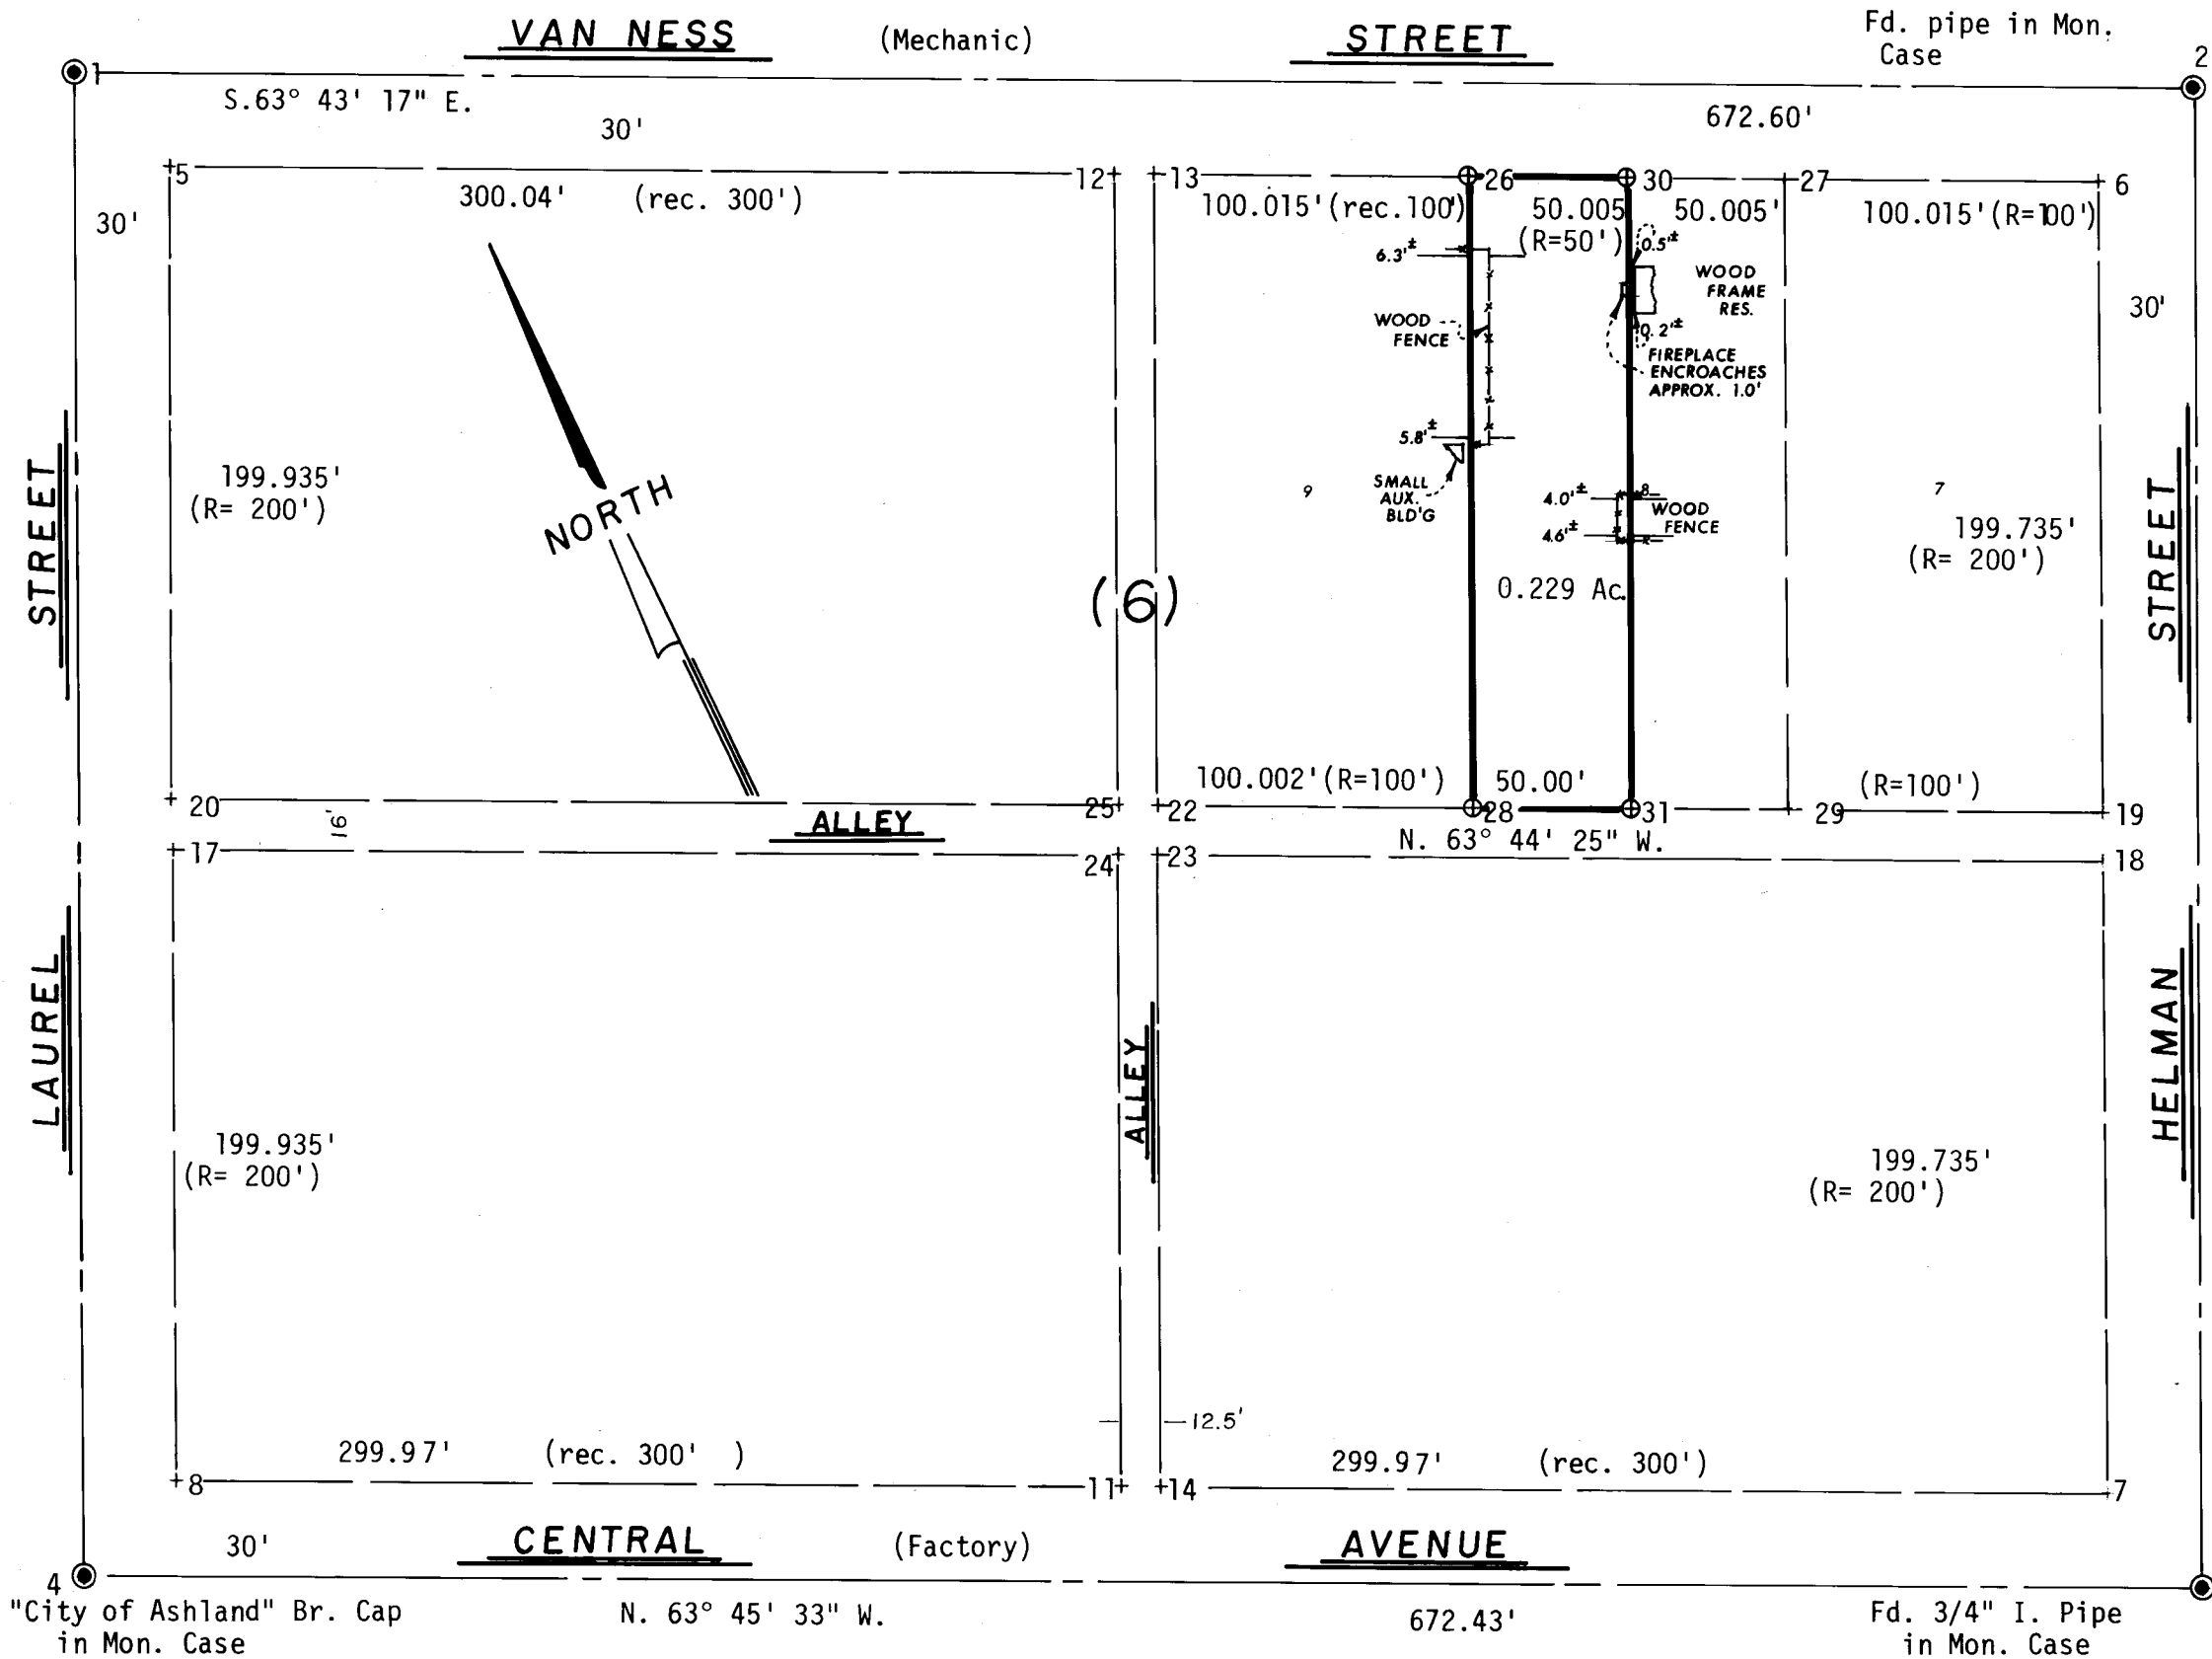 VAN NESS (Mechanic) STREET
Fd. pipe in Mon.
Case
1
2
S.63° 43' 17" E.
672.60'
30'
5
12
13
26
30
27
6
300.04' (rec. 300')
100.015'(rec.100')
50.005
50.005'
100.015'(R=100')
(R=50')
30'
30'
6.3'±
0.5'±
WOOD
FRAME
RES.
WOOD
FENCE
0.2'±
FIREPLACE
ENCROACHES
APPROX. 1.0'
5.8'±
SMALL
AUX.
BLD'G
9
7
4.0'±
8
WOOD
FENCE
4.6'±
199.935'
(R= 200')
NORTH
STREET
STREET
199.735'
(R= 200')
(6)
0.229 Ac.
100.002'(R=100')
50.00'
(R=100')
20
25
22
28
31
29
19
16'
ALLEY
N. 63° 44' 25" W.
17
24
23
18
LAUREL
ALLEY
HELMAN
199.935'
(R= 200')
199.735'
(R= 200')
12.5'
299.97' (rec. 300' )
299.97' (rec. 300')
8
11
14
7
30'
CENTRAL (Factory) AVENUE
4
"City of Ashland" Br. Cap
in Mon. Case
N. 63° 45' 33" W.
672.43'
Fd. 3/4" I. Pipe
in Mon. Case